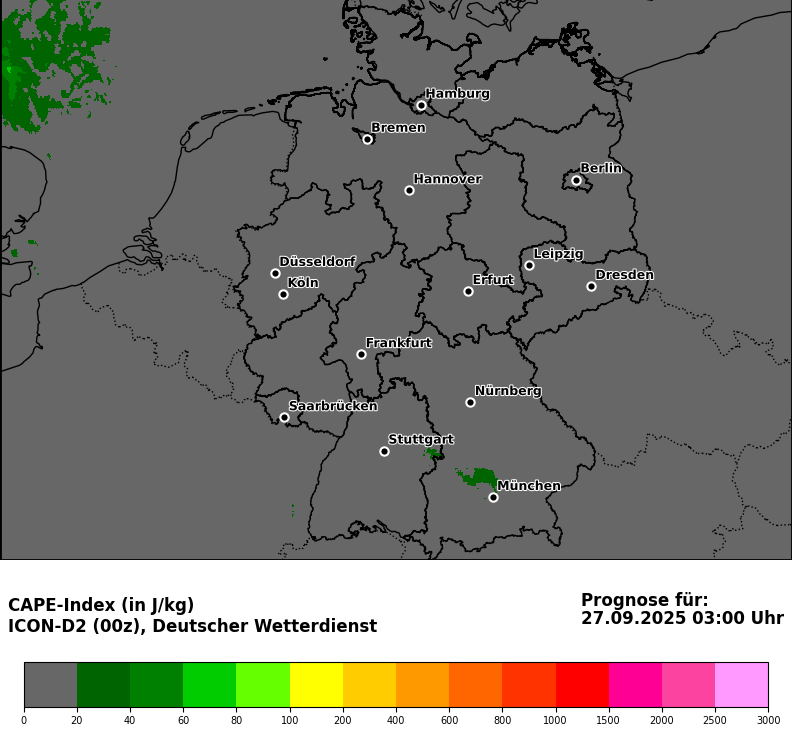 Hamburg
Bremen
Berlin
Hannover
Leipzig
Düsseldorf
Dresden
Erfurt
Köln
Frankfurt
Nürnberg
Saarbrücken
Stuttgart
München
CAPE-Index (in J/kg)
ICON-D2 (00z), Deutscher Wetterdienst
Prognose für:
27.09.2025 03:00 Uhr
0 20 40 60 80 100 200 400 600 800 1000 1500 2000 2500 3000